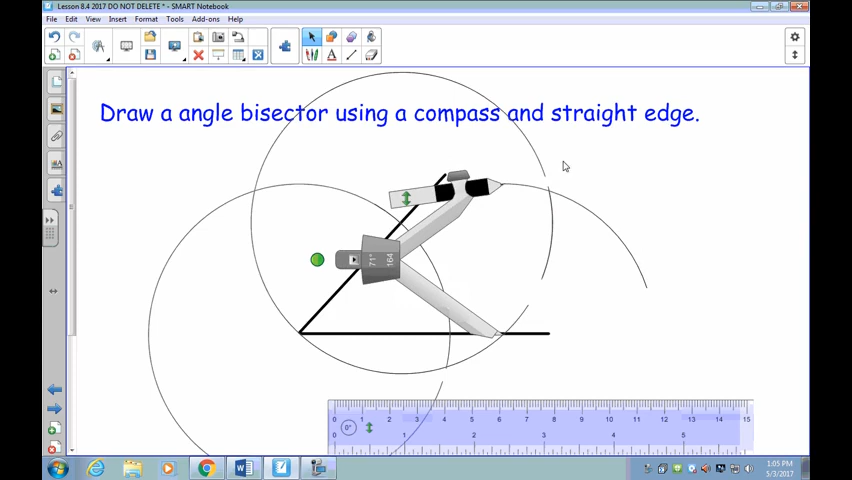 Lesson 8.4 2017 DO NOT DELETE * - SMART Notebook
File Edit View Insert Format Tools Add-ons Help
Draw a angle bisector using a compass and straight edge.
71°
164
0 1 2 3 4 5 6 7 8 9 10 11 12 13 14 15
0°
0 1 2 3 4 5
1:05 PM
5/3/2017